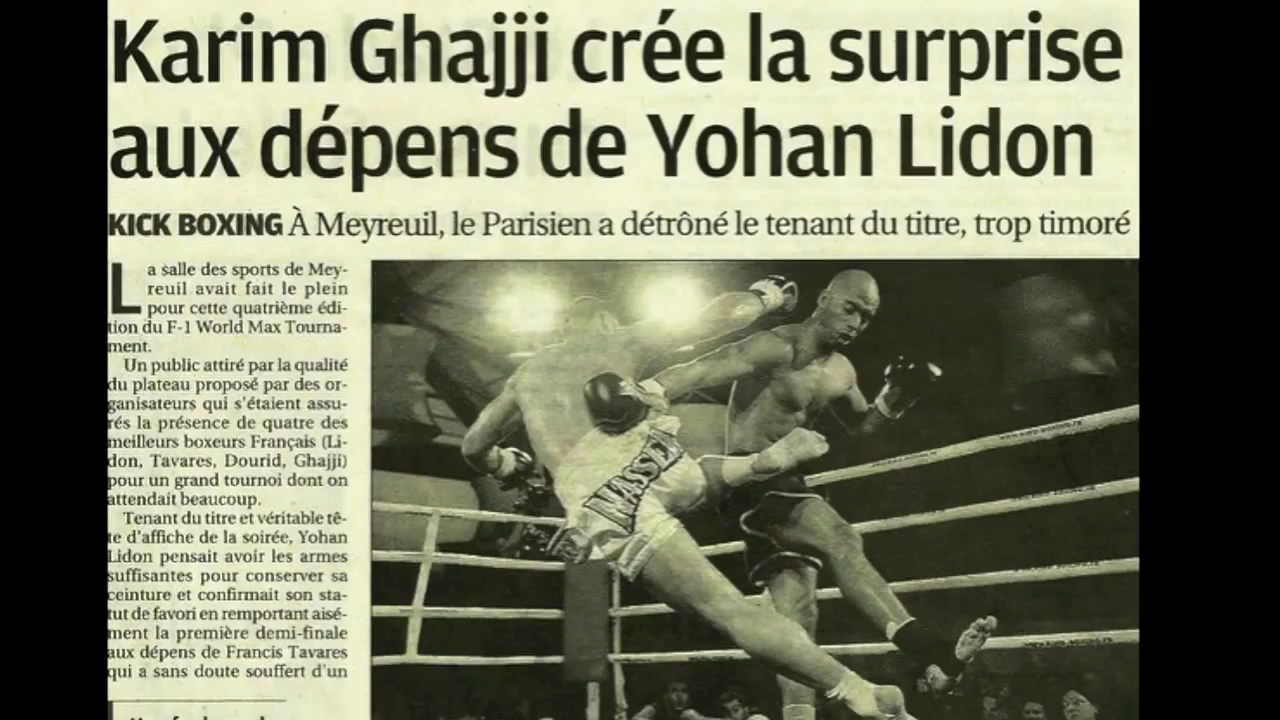 Karim Ghajji crée la surprise
aux dépens de Yohan Lidon
KICK BOXING À Meyreuil, le Parisien a détrôné le tenant du titre, trop timoré
La salle des sports de Mey-
reuil avait fait le plein
pour cette quatrième édi-
tion du F-1 World Max Tourna-
ment.
Un public attiré par la qualité
du plateau proposé par des or-
ganisateurs qui s'étaient assu-
rés la présence de quatre des
meilleurs boxeurs Français (Li-
don, Tavares, Dourid, Ghajji)
pour un grand tournoi dont on
attendait beaucoup.
Tenant du titre et véritable tê-
te d'affiche de la soirée, Yohan
Lidon pensait avoir les armes
suffisantes pour conserver sa
ceinture et confirmait son sta-
tut de favori en remportant aisé-
ment la première demi-finale
aux dépens de Francis Tavares
qui a sans doute souffert d'un